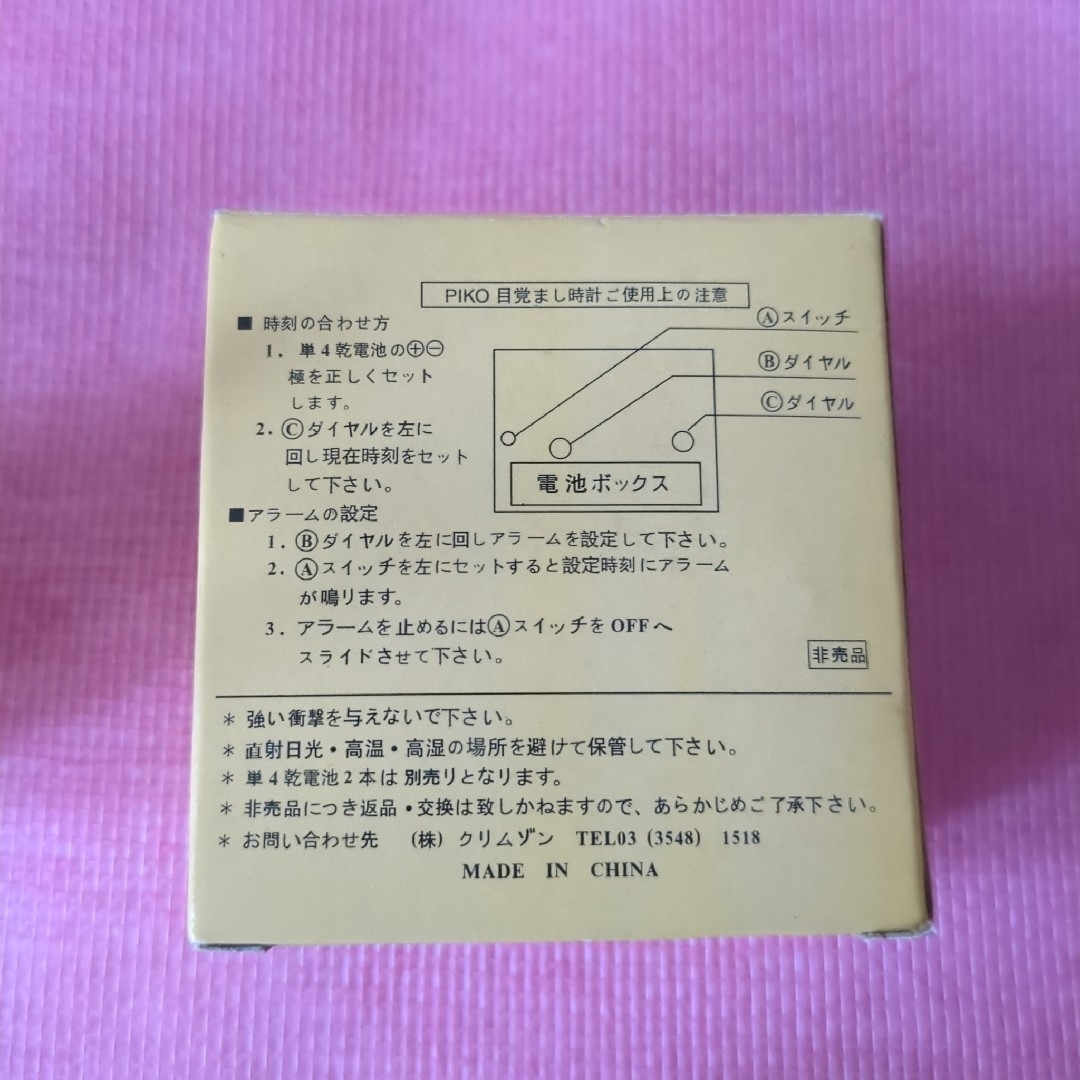 PIKO 目覚まし時計ご使用上の注意
■ 時刻の合わせ方
1. 単4乾電池の⊕⊖
極を正しくセット
します。
2. Ⓒダイヤルを左に
回し現在時刻をセット
して下さい。
Ⓐスイッチ
Ⓑダイヤル
Ⓒダイヤル
電池ボックス
■アラームの設定
1. Ⓑダイヤルを左に回しアラームを設定して下さい。
2. Ⓐスイッチを左にセットすると設定時刻にアラーム
が鳴ります。
3. アラームを止めるにはⒶスイッチをOFFへ
スライドさせて下さい。
非売品
＊ 強い衝撃を与えないで下さい。
＊ 直射日光・高温・高湿の場所を避けて保管して下さい。
＊ 単4乾電池2本は別売りとなります。
＊ 非売品につき返品・交換は致しかねますので、あらかじめご了承下さい。
＊ お問い合わせ先 (株) クリムゾン TEL03 (3548) 1518
MADE IN CHINA